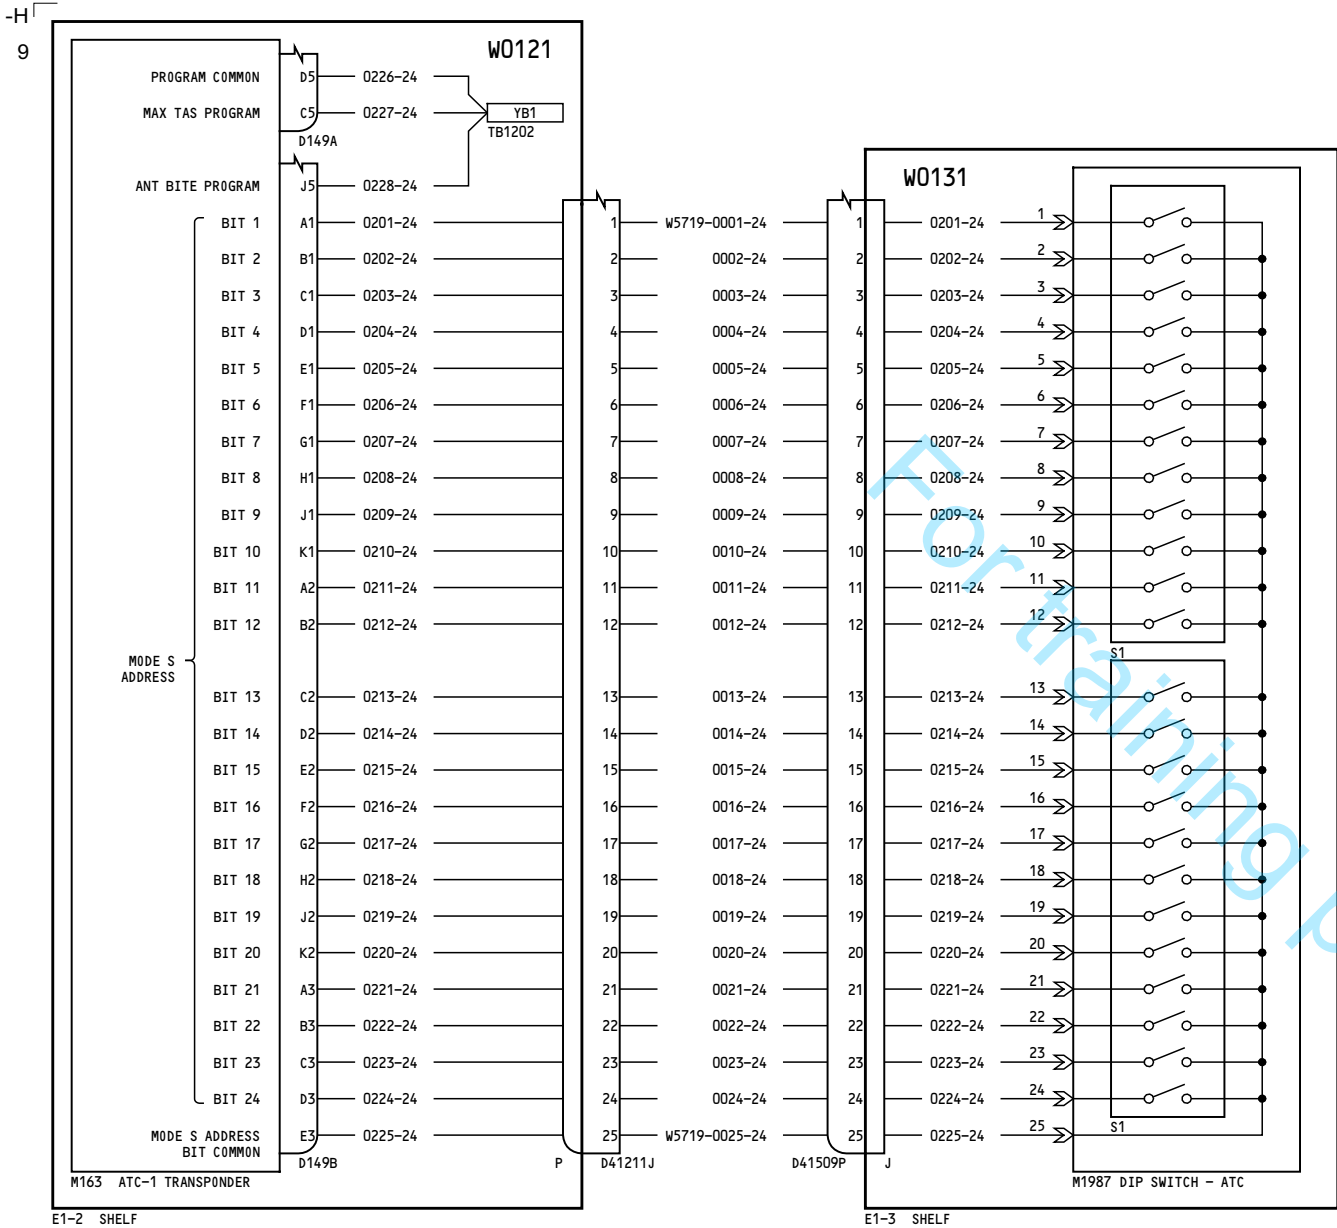 -H
9
W0121
PROGRAM COMMON D5 0226-24
MAX TAS PROGRAM C5 0227-24 YB1
TB1202
D149A
W0131
ANT BITE PROGRAM J5 0228-24
BIT 1 A1 0201-24 1 W5719-0001-24 1 0201-24 1
BIT 2 B1 0202-24 2 0002-24 2 0202-24 2
BIT 3 C1 0203-24 3 0003-24 3 0203-24 3
BIT 4 D1 0204-24 4 0004-24 4 0204-24 4
BIT 5 E1 0205-24 5 0005-24 5 0205-24 5
BIT 6 F1 0206-24 6 0006-24 6 0206-24 6
BIT 7 G1 0207-24 7 0007-24 7 0207-24 7
BIT 8 H1 0208-24 8 0008-24 8 0208-24 8
BIT 9 J1 0209-24 9 0009-24 9 0209-24 9
BIT 10 K1 0210-24 10 0010-24 10 0210-24 10
BIT 11 A2 0211-24 11 0011-24 11 0211-24 11
BIT 12 B2 0212-24 12 0012-24 12 0212-24 12
S1
MODE S
ADDRESS
BIT 13 C2 0213-24 13 0013-24 13 0213-24 13
BIT 14 D2 0214-24 14 0014-24 14 0214-24 14
BIT 15 E2 0215-24 15 0015-24 15 0215-24 15
BIT 16 F2 0216-24 16 0016-24 16 0216-24 16
BIT 17 G2 0217-24 17 0017-24 17 0217-24 17
BIT 18 H2 0218-24 18 0018-24 18 0218-24 18
BIT 19 J2 0219-24 19 0019-24 19 0219-24 19
BIT 20 K2 0220-24 20 0020-24 20 0220-24 20
BIT 21 A3 0221-24 21 0021-24 21 0221-24 21
BIT 22 B3 0222-24 22 0022-24 22 0222-24 22
BIT 23 C3 0223-24 23 0023-24 23 0223-24 23
BIT 24 D3 0224-24 24 0024-24 24 0224-24 24
S1
MODE S ADDRESS E3 0225-24 25 W5719-0025-24 25 0225-24 25
BIT COMMON
D149B P D41211J D41509P J
M163 ATC-1 TRANSPONDER
M1987 DIP SWITCH - ATC
E1-2 SHELF
E1-3 SHELF
For training p